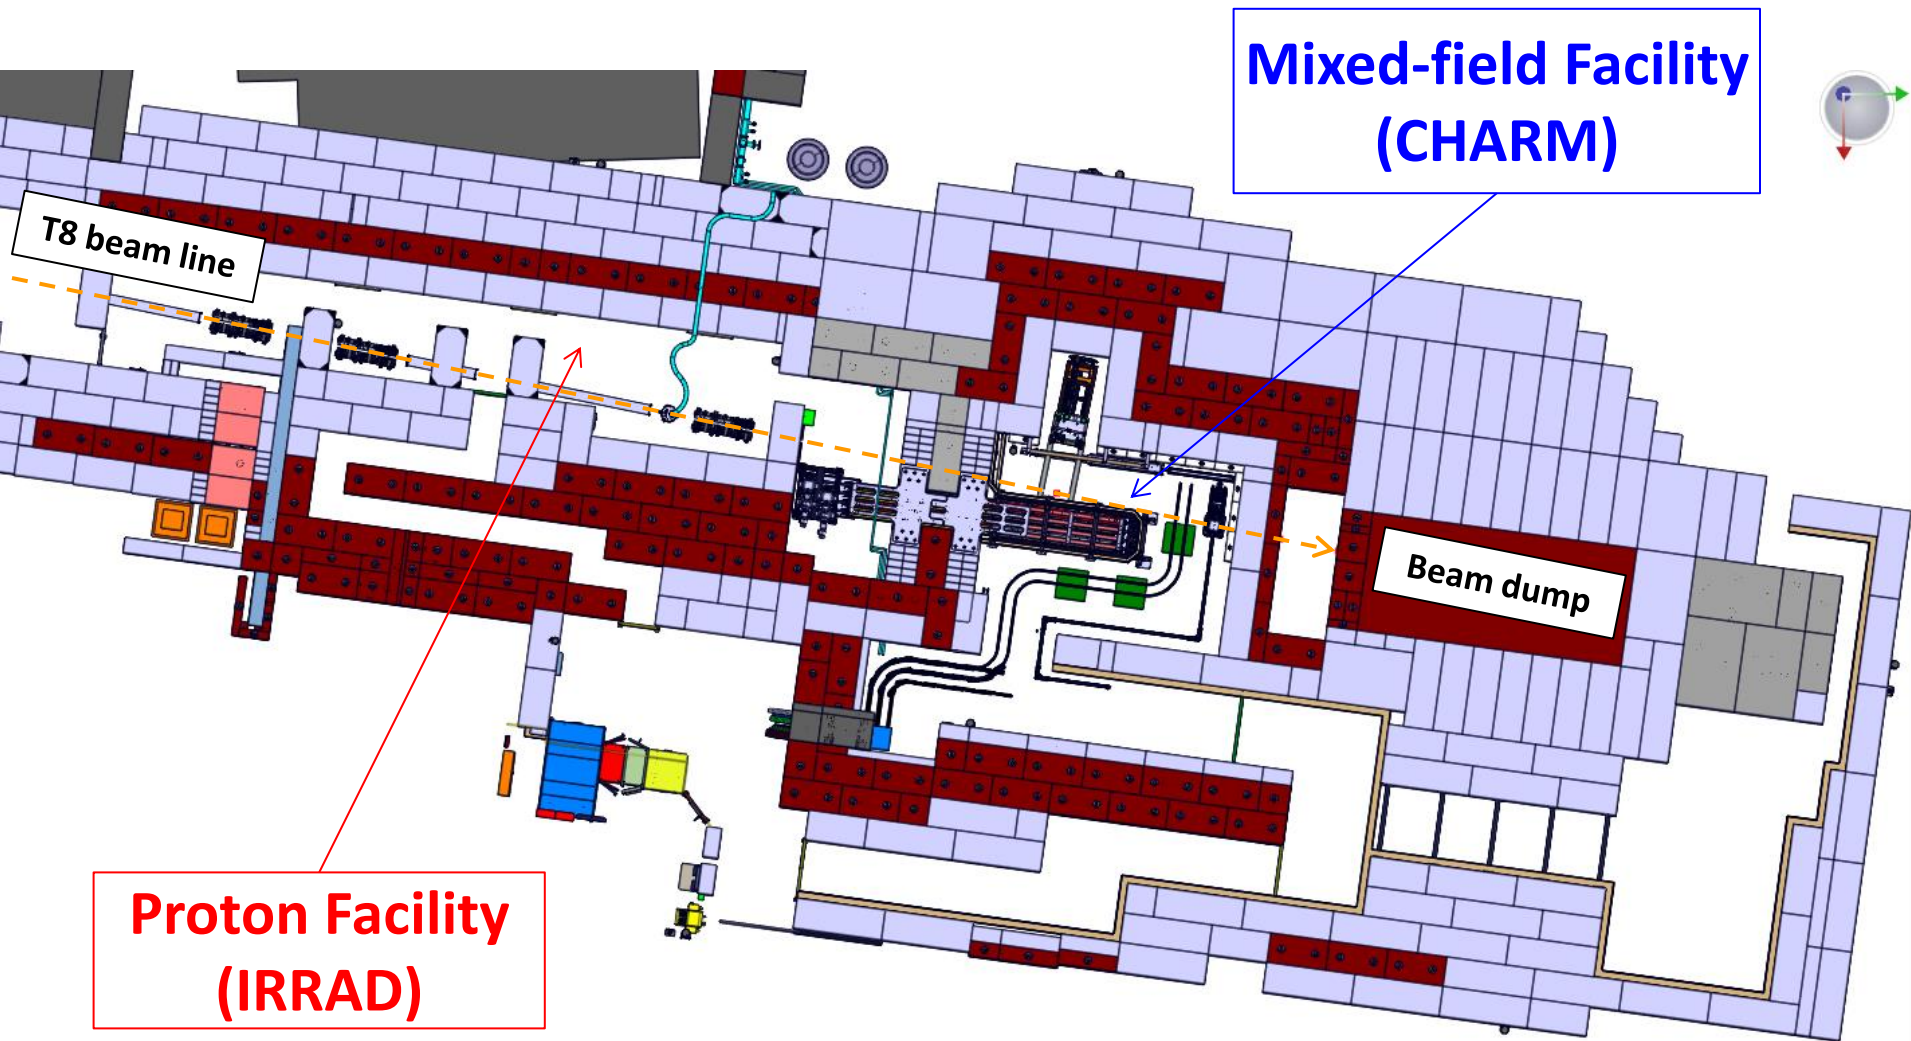 Mixed-field Facility
(CHARM)
T8 beam line
Beam dump
Proton Facility
(IRRAD)